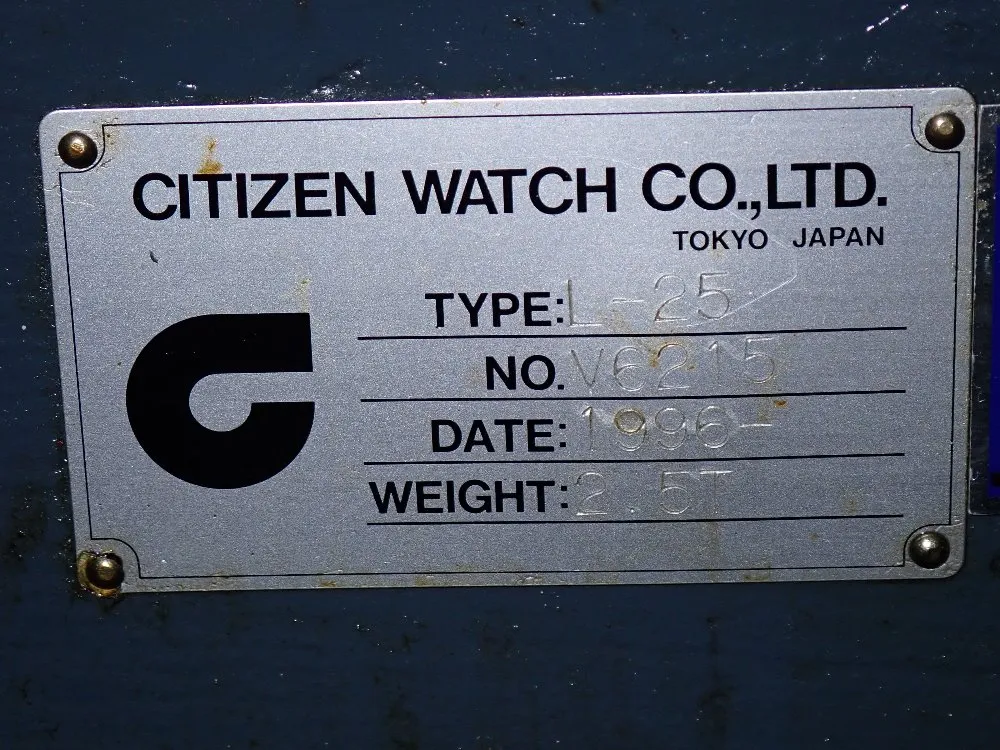 CITIZEN WATCH CO.,LTD.
TOKYO JAPAN
TYPE:L-25
NO.V6215
DATE:1996-
WEIGHT:2.5T